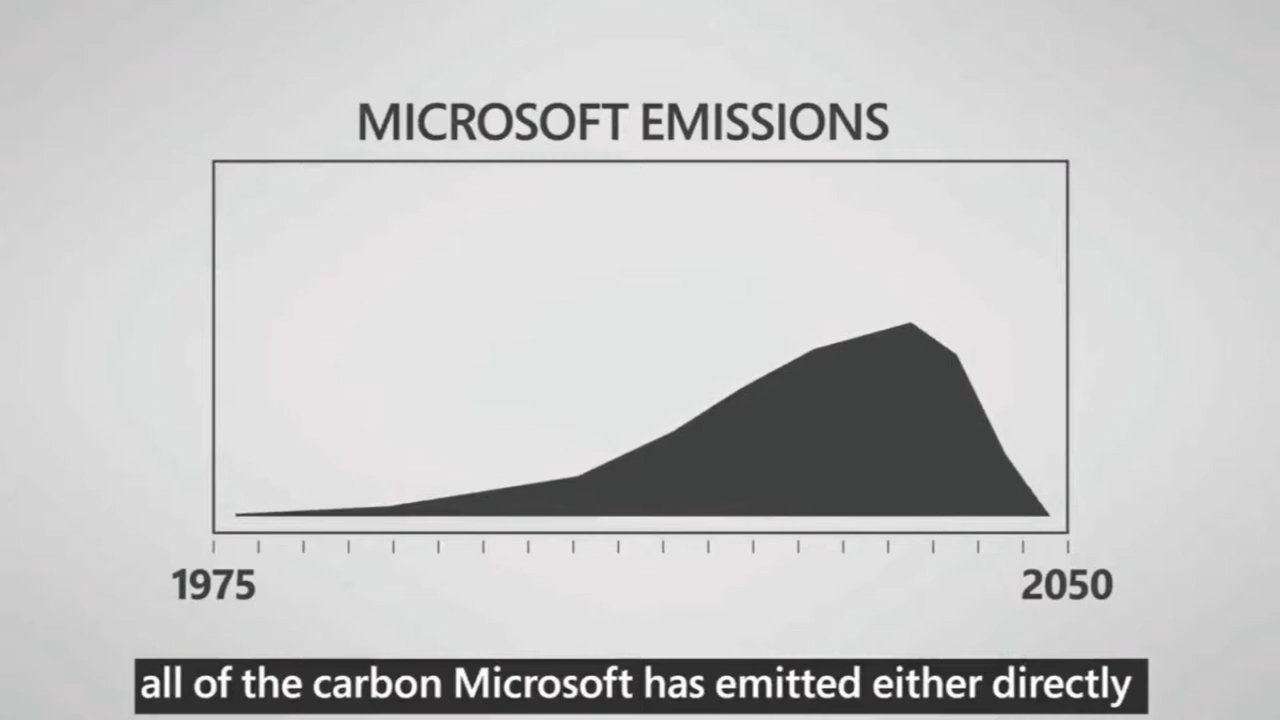 MICROSOFT EMISSIONS
1975 2050
all of the carbon Microsoft has emitted either directly